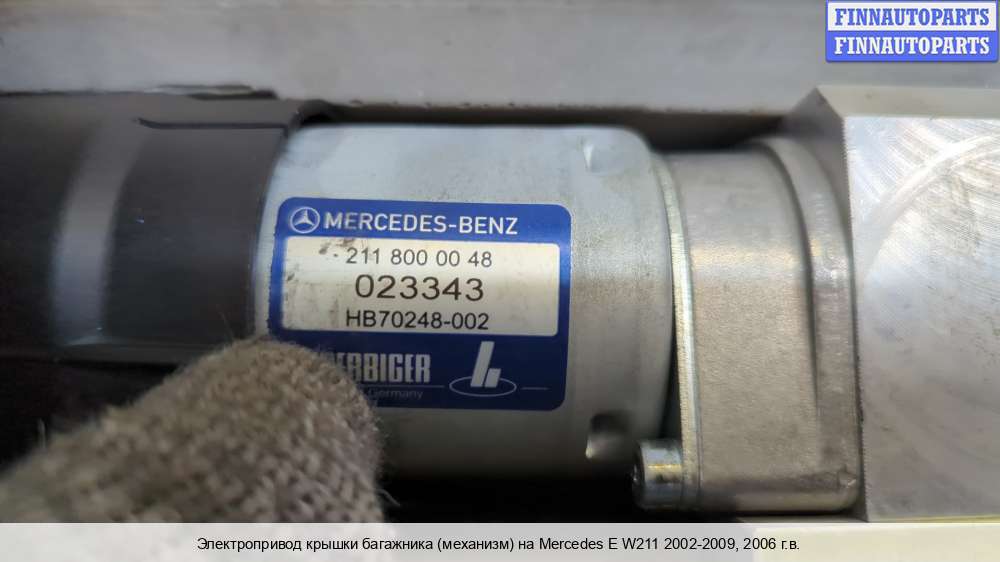 FINNAUTOPARTS
FINNAUTOPARTS
MERCEDES-BENZ
211 800 00 48
023343
HB70248-002
Germany
Электропривод крышки багажника (механизм) на Mercedes E W211 2002-2009, 2006 г.в.